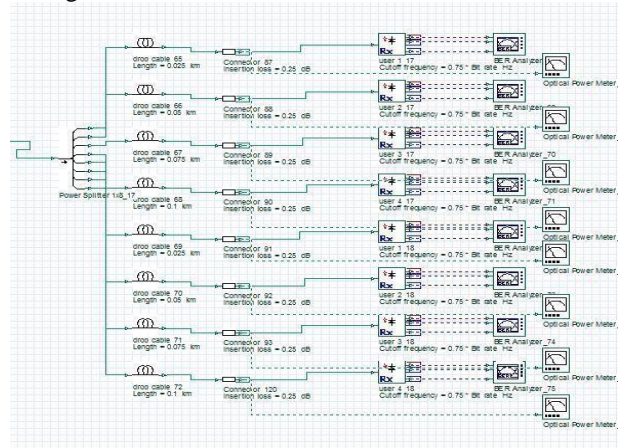 drop cable 65
Length = 0.025 km
Connector 87
Insertion loss = 0.25 dB
user 1 17
Cutoff frequency = 0.75 * Bit rate Hz
BER Analyzer
Optical Power Meter
drop cable 66
Length = 0.05 km
Connector 88
Insertion loss = 0.25 dB
user 2 17
Cutoff frequency = 0.75 * Bit rate Hz
BER Analyzer
Optical Power Meter
drop cable 67
Length = 0.075 km
Connector 89
Insertion loss = 0.25 dB
user 3 17
Cutoff frequency = 0.75 * Bit rate Hz
BER Analyzer_70
Optical Power Meter
Power Splitter 1x8_17
drop cable 68
Length = 0.1 km
Connector 90
Insertion loss = 0.25 dB
user 4 17
Cutoff frequency = 0.75 * Bit rate Hz
BER Analyzer_71
Optical Power Meter
drop cable 69
Length = 0.025 km
Connector 91
Insertion loss = 0.25 dB
user 1 18
Cutoff frequency = 0.75 * Bit rate Hz
BER Analyzer
Optical Power Meter
drop cable 70
Length = 0.05 km
Connector 92
Insertion loss = 0.25 dB
user 2 18
Cutoff frequency = 0.75 * Bit rate Hz
BER Analyzer
Optical Power Meter
drop cable 71
Length = 0.075 km
Connector 93
Insertion loss = 0.25 dB
user 3 18
Cutoff frequency = 0.75 * Bit rate Hz
BER Analyzer_74
Optical Power Meter
drop cable 72
Length = 0.1 km
Connector 120
Insertion loss = 0.25 dB
user 4 18
Cutoff frequency = 0.75 * Bit rate Hz
BER Analyzer_75
Optical Power Meter